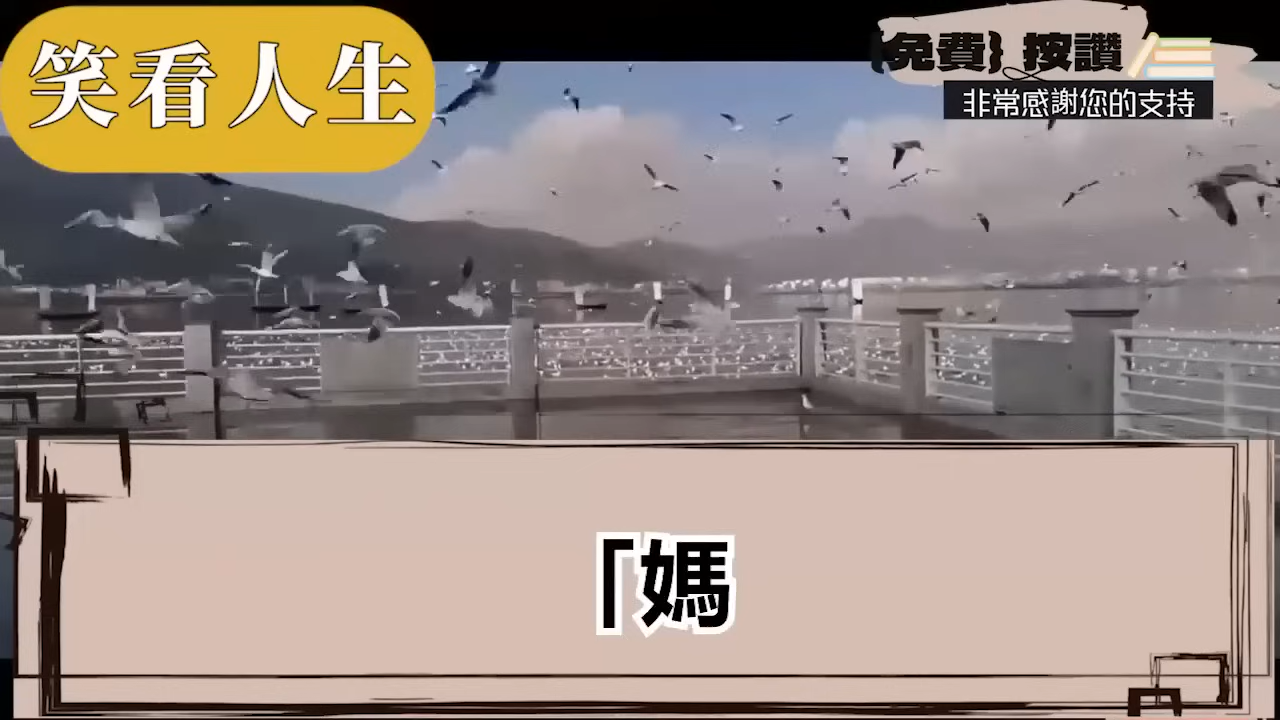 笑看人生
{免費} 按讚
非常感謝您的支持
「媽